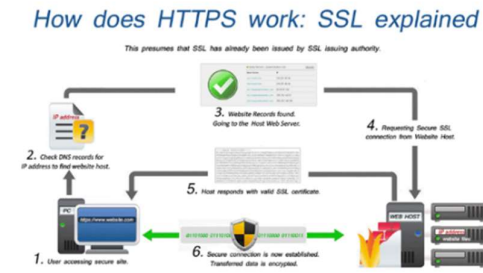 How does HTTPS work: SSL explained
This presumes that SSL has already been issued by SSL issuing authority.
IP address
?
2. Check DNS records for
IP address to find website host.
3. Website Records found.
Going to the Host Web Server.
4. Requesting Secure SSL
connection from Website Host.
5. Host responds with valid SSL certificate.
PC
https://www.website.com
WEB HOST
IP address
website files
1. User accessing secure site.
6. Secure connection is now established.
Transferred data is encrypted.